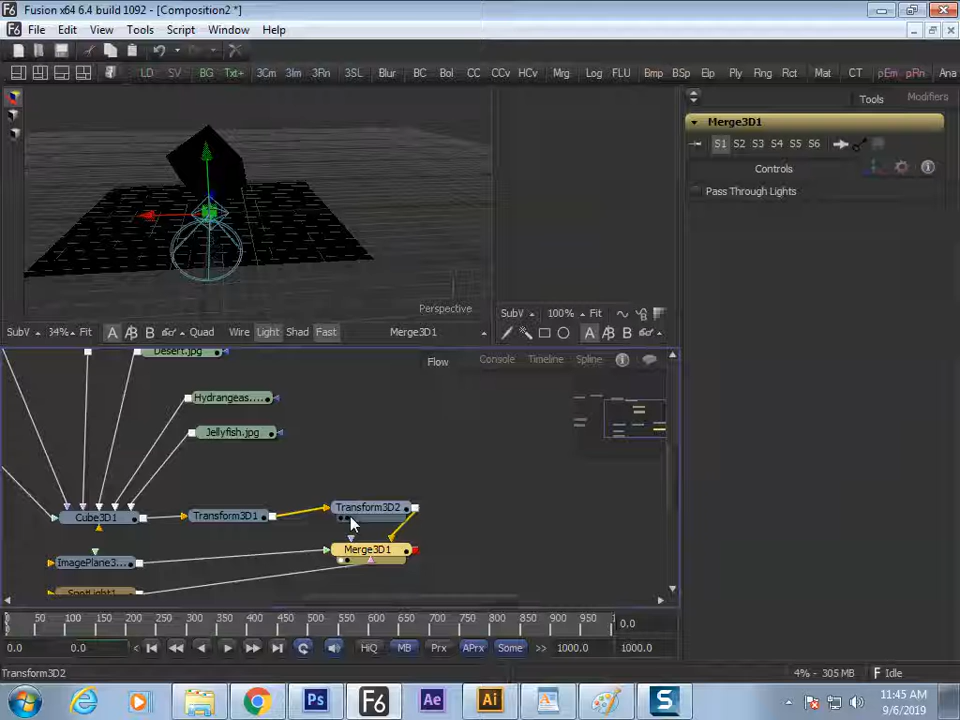 Fusion x64 6.4 build 1092 - [Composition2 *]
File Edit View Tools Script Window Help
LD SV BG Txt+ 3Cm 3Im 3Rn 3SL Blur BC Bol CC CCv HCv Mrg Log FLU Bmp BSp Elp Ply Rng Rct Mat CT pEm pRn Ana
Tools Modifiers
Merge3D1
S1 S2 S3 S4 S5 S6
Controls
Pass Through Lights
Perspective
SubV 34% Fit A B Quad Wire Light Shad Fast Merge3D1
SubV 100% Fit A B
Flow Console Timeline Spline
Desert.jpg
Hydrangeas....
Jellyfish.jpg
Cube3D1 Transform3D1 Transform3D2
Merge3D1
ImagePlane3...
SpotLight1
0 50 100 150 200 250 300 350 400 450 500 550 600 650 700 750 800 850 900 950 0.0
0.0 0.0 < HiQ MB Prx APrx Some >> 1000.0 1000.0
Transform3D2 4% - 305 MB Idle
Ps F6 Ae Ai S
11:45 AM
9/6/2019